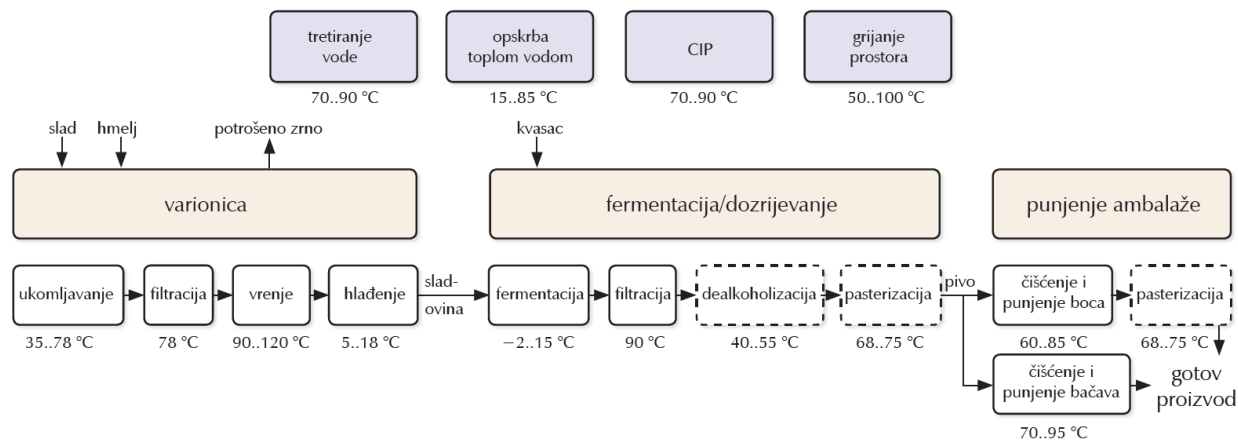 tretiranje
vode
opskrba
toplom vodom
CIP
grijanje
prostora
70..90 °C
15..85 °C
70..90 °C
50..100 °C
slad
hmelj
potrošeno zrno
kvasac
varionica
fermentacija/dozrijevanje
punjenje ambalaže
ukomljavanje
filtracija
vrenje
hlađenje
slad-
ovina
fermentacija
filtracija
dealkoholizacija
pasterizacija
pivo
čišćenje i
punjenje boca
pasterizacija
35..78 °C
78 °C
90..120 °C
5..18 °C
−2..15 °C
90 °C
40..55 °C
68..75 °C
60..85 °C
68..75 °C
čišćenje i
punjenje bačava
gotov
proizvod
70..95 °C